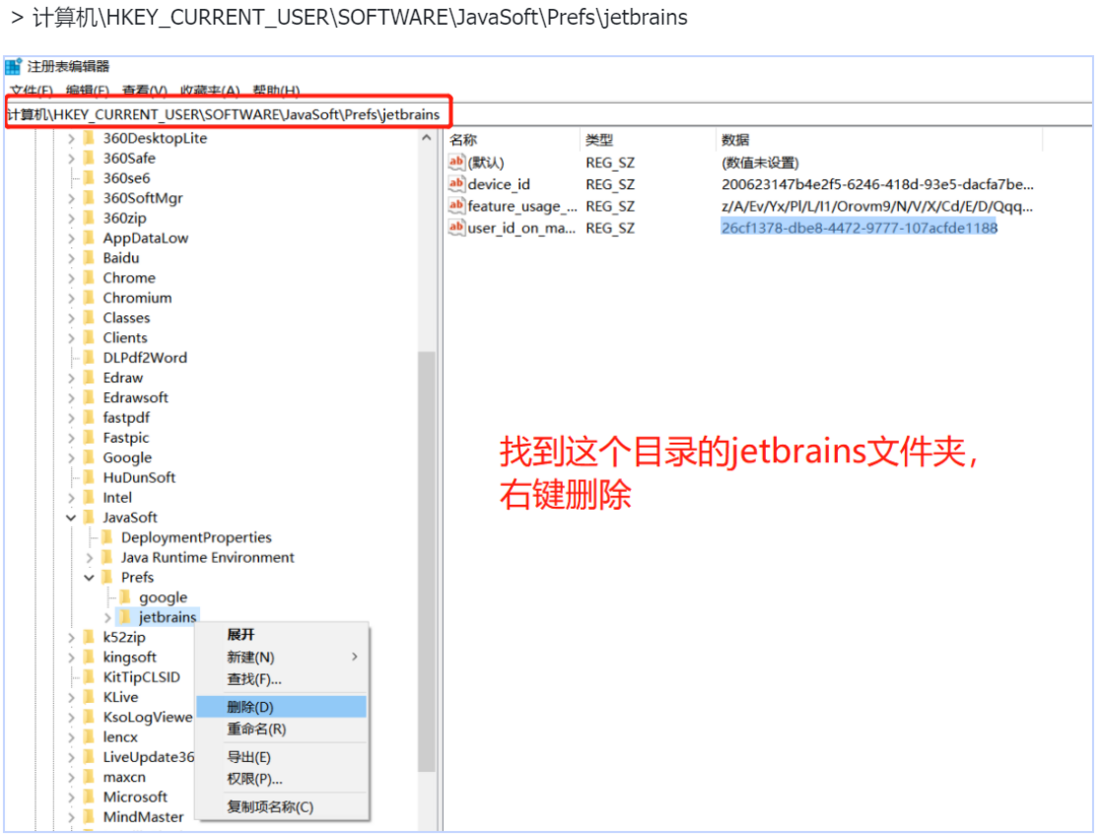 > 计算机\HKEY_CURRENT_USER\SOFTWARE\JavaSoft\Prefs\jetbrains
注册表编辑器
文件(F) 编辑(E) 查看(V) 收藏夹(A) 帮助(H)
计算机\HKEY_CURRENT_USER\SOFTWARE\JavaSoft\Prefs\jetbrains
360DesktopLite
360Safe
360se6
360SoftMgr
360zip
AppDataLow
Baidu
Chrome
Chromium
Classes
Clients
DLPdf2Word
Edraw
Edrawsoft
fastpdf
Fastpic
Google
HuDunSoft
Intel
JavaSoft
DeploymentProperties
Java Runtime Environment
Prefs
google
jetbrains
k52zip
kingsoft
KitTipCLSID
KLive
KsoLogViewe
lencx
LiveUpdate36
maxcn
Microsoft
MindMaster
展开
新建(N)
查找(F)...
删除(D)
重命名(R)
导出(E)
权限(P)...
复制项名称(C)
名称 类型 数据
ab (默认) REG_SZ (数值未设置)
ab device_id REG_SZ 200623147b4e2f5-6246-418d-93e5-dacfa7be...
ab feature_usage_... REG_SZ z/A/Ev/Yx/Pl/L/I1/Orovm9/N/V/X/Cd/E/D/Qqq...
ab user_id_on_ma... REG_SZ 26cf1378-dbe8-4472-9777-107acfde1188
找到这个目录的jetbrains文件夹，
右键删除